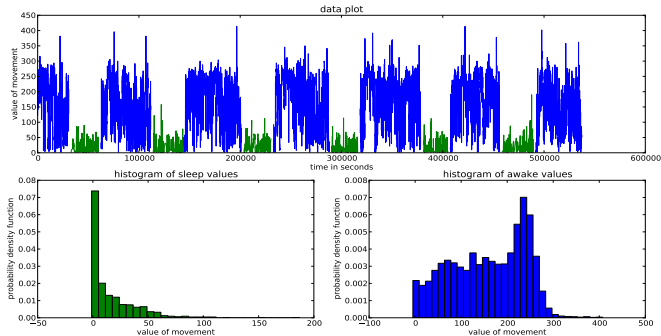 data plot
450
400
350
300
250
200
150
100
50
0
value of movement
0 100000 200000 300000 400000 500000 600000
time in seconds
histogram of sleep values
0.08
0.07
0.06
0.05
0.04
0.03
0.02
0.01
0.00
probability density function
−50 0 50 100 150 200
value of movement
histogram of awake values
0.008
0.007
0.006
0.005
0.004
0.003
0.002
0.001
0.000
probability density function
−100 0 100 200 300 400 500
value of movement